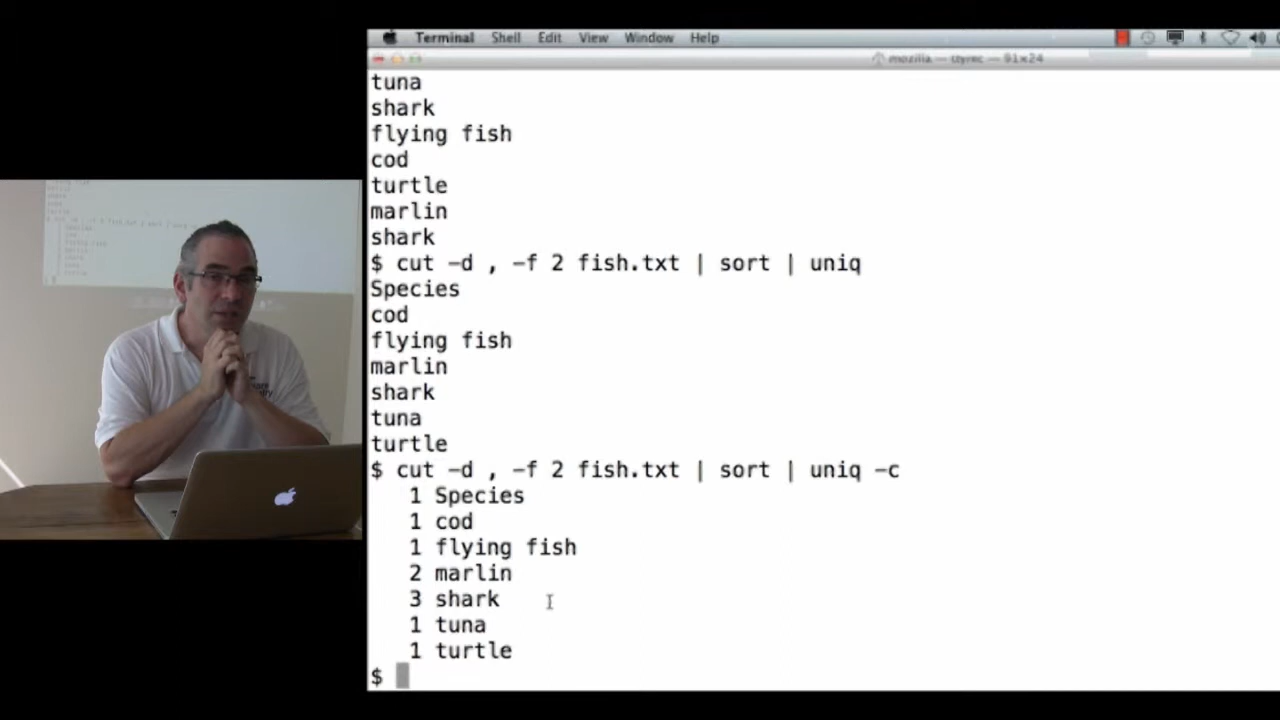 Terminal Shell Edit View Window Help
tuna
shark
flying fish
cod
turtle
marlin
shark
$ cut -d , -f 2 fish.txt | sort | uniq
Species
cod
flying fish
marlin
shark
tuna
turtle
$ cut -d , -f 2 fish.txt | sort | uniq -c
1 Species
1 cod
1 flying fish
2 marlin
3 shark
1 tuna
1 turtle
$